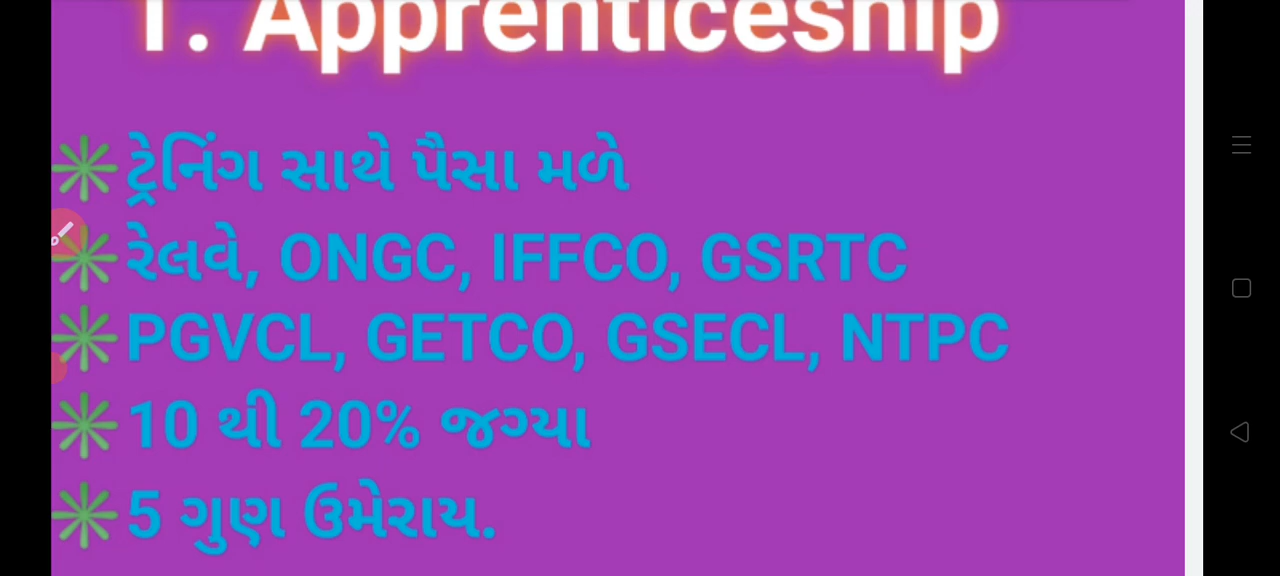 1. Apprenticeship
ટ્રેનિંગ સાથે પૈસા મળે
રેલવે, ONGC, IFFCO, GSRTC
PGVCL, GETCO, GSECL, NTPC
10 થી 20% જગ્યા
5 ગુણ ઉમેરાય.